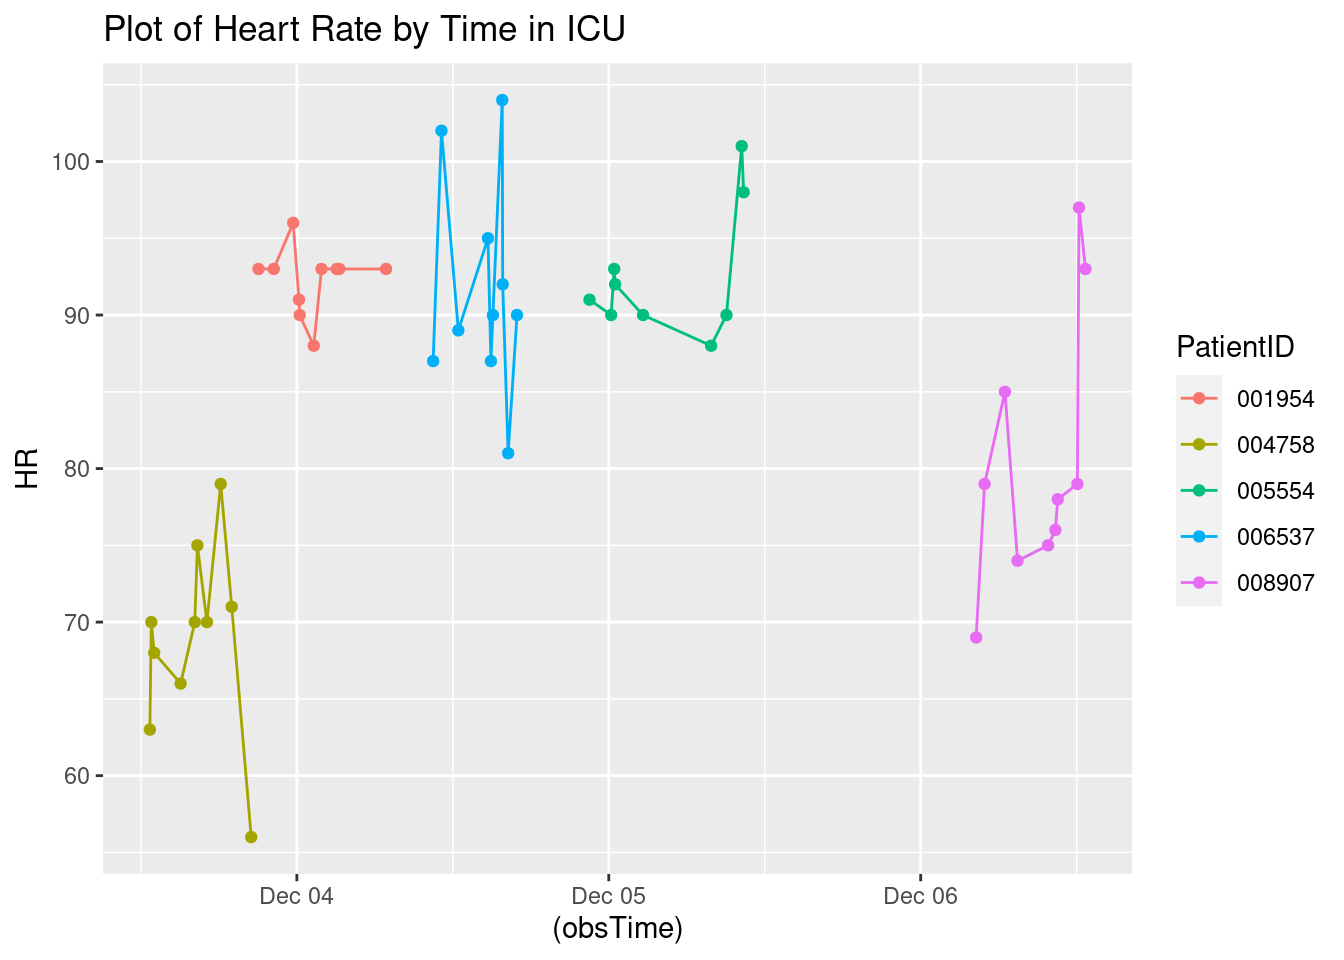 Plot of Heart Rate by Time in ICU
100
90
80
70
60
HR
Dec 04
Dec 05
Dec 06
(obsTime)
PatientID
001954
004758
005554
006537
008907